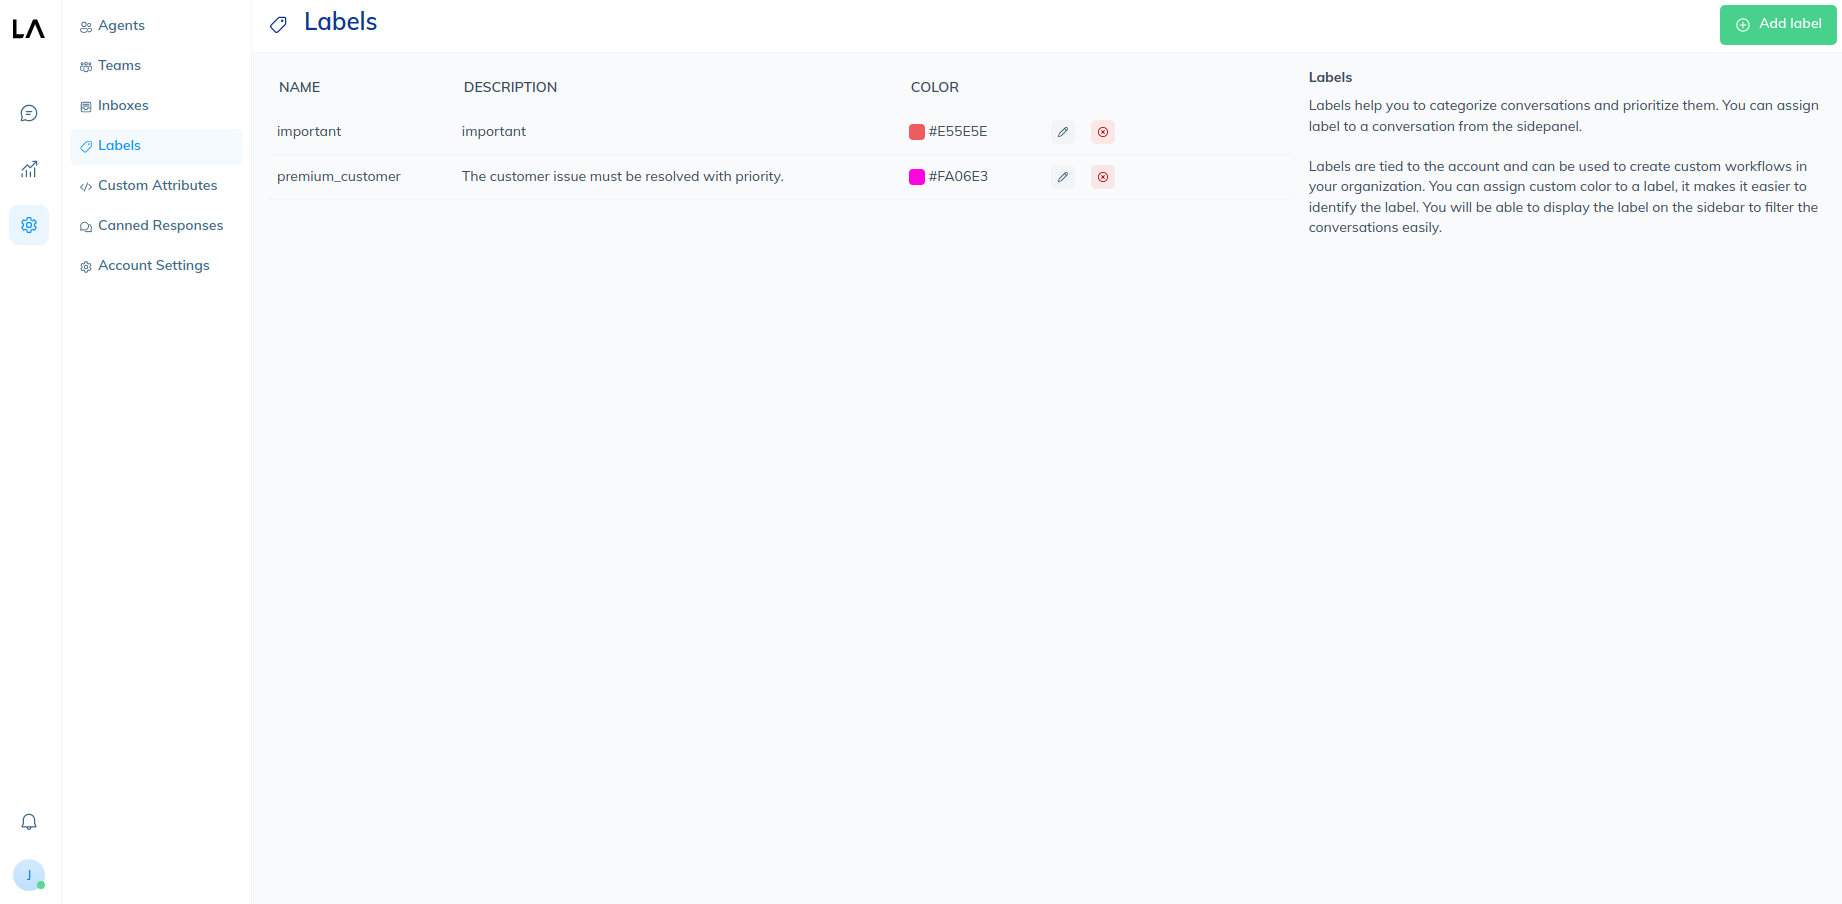 LA
Agents
Teams
Inboxes
Labels
Custom Attributes
Canned Responses
Account Settings
J
Labels
Add label
NAME DESCRIPTION COLOR
important important #E55E5E
premium_customer The customer issue must be resolved with priority. #FA06E3
Labels
Labels help you to categorize conversations and prioritize them. You can assign
label to a conversation from the sidepanel.
Labels are tied to the account and can be used to create custom workflows in
your organization. You can assign custom color to a label, it makes it easier to
identify the label. You will be able to display the label on the sidebar to filter the
conversations easily.